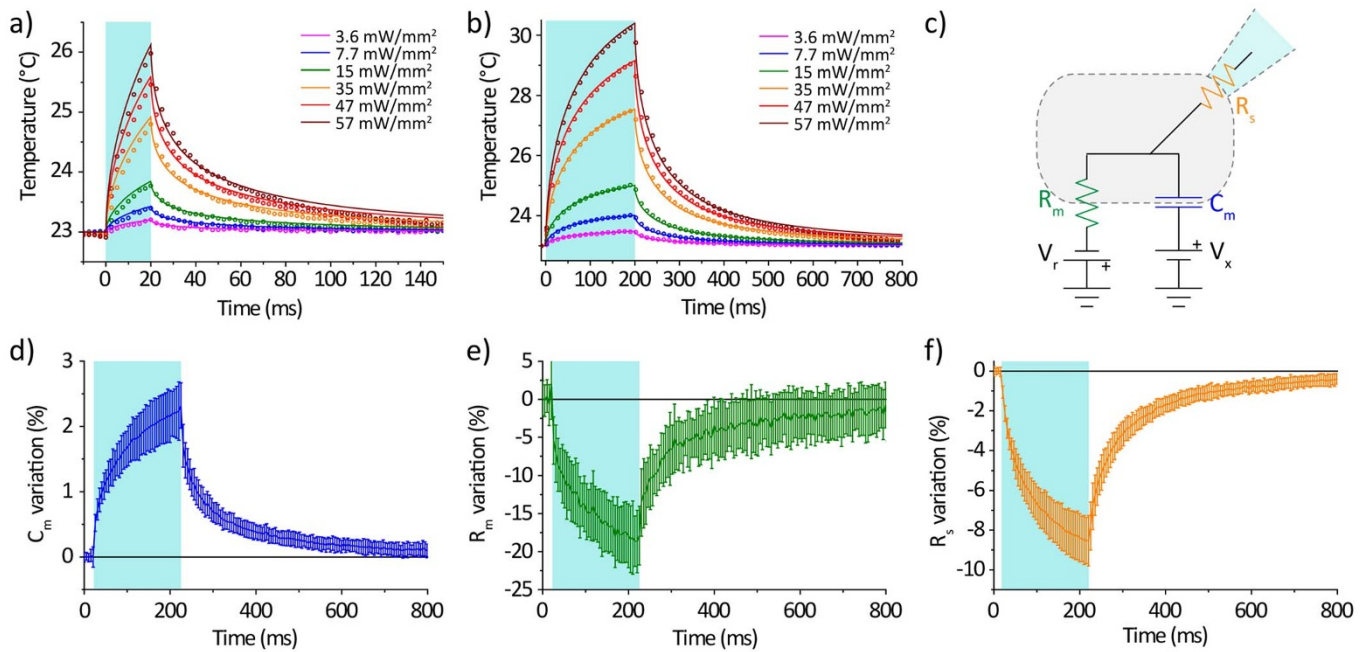 a)
Temperature (°C)
26
25
24
23
0
20
40
60
80
100
120
140
Time (ms)
3.6 mW/mm²
7.7 mW/mm²
15 mW/mm²
35 mW/mm²
47 mW/mm²
57 mW/mm²
b)
Temperature (°C)
30
28
26
24
0
100
200
300
400
500
600
700
800
Time (ms)
3.6 mW/mm²
7.7 mW/mm²
15 mW/mm²
35 mW/mm²
47 mW/mm²
57 mW/mm²
c)
Rs
Rm
Cm
Vr
+
+
Vx
d)
Cm variation (%)
3
2
1
0
0
200
400
600
800
Time (ms)
e)
Rm variation (%)
0
-5
-10
-15
-20
-25
0
200
400
600
800
Time (ms)
f)
Rs variation (%)
0
-2
-4
-6
-8
-10
0
200
400
600
800
Time (ms)